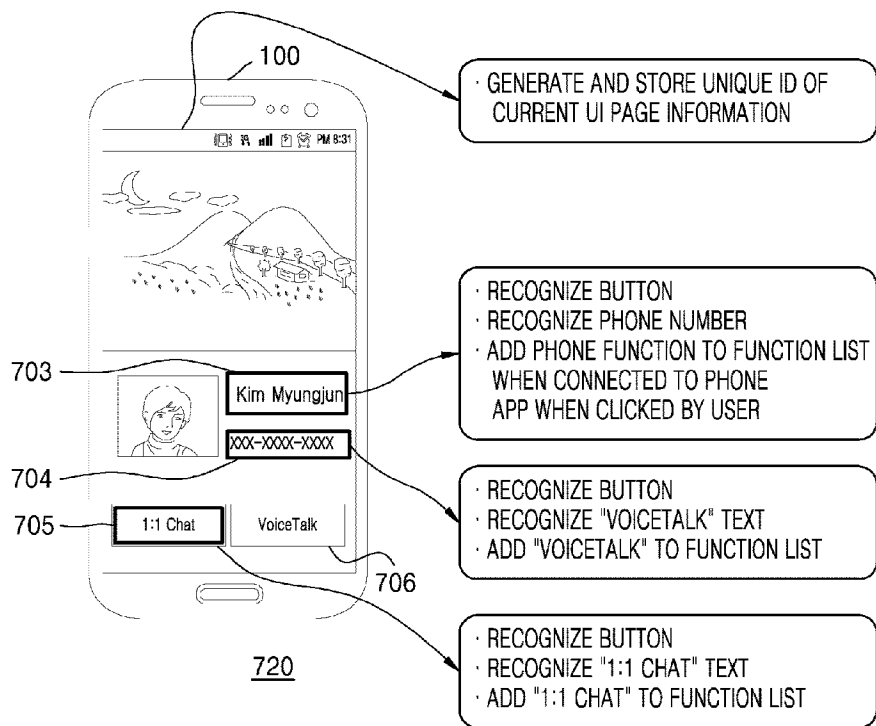 100
· GENERATE AND STORE UNIQUE ID OF
CURRENT UI PAGE INFORMATION
PM 8:31
703
Kim Myungjun
· RECOGNIZE BUTTON
· RECOGNIZE PHONE NUMBER
· ADD PHONE FUNCTION TO FUNCTION LIST
WHEN CONNECTED TO PHONE
APP WHEN CLICKED BY USER
704
XXX-XXXX-XXXX
· RECOGNIZE BUTTON
· RECOGNIZE "VOICETALK" TEXT
· ADD "VOICETALK" TO FUNCTION LIST
705
1:1 Chat
VoiceTalk
706
720
· RECOGNIZE BUTTON
· RECOGNIZE "1:1 CHAT" TEXT
· ADD "1:1 CHAT" TO FUNCTION LIST